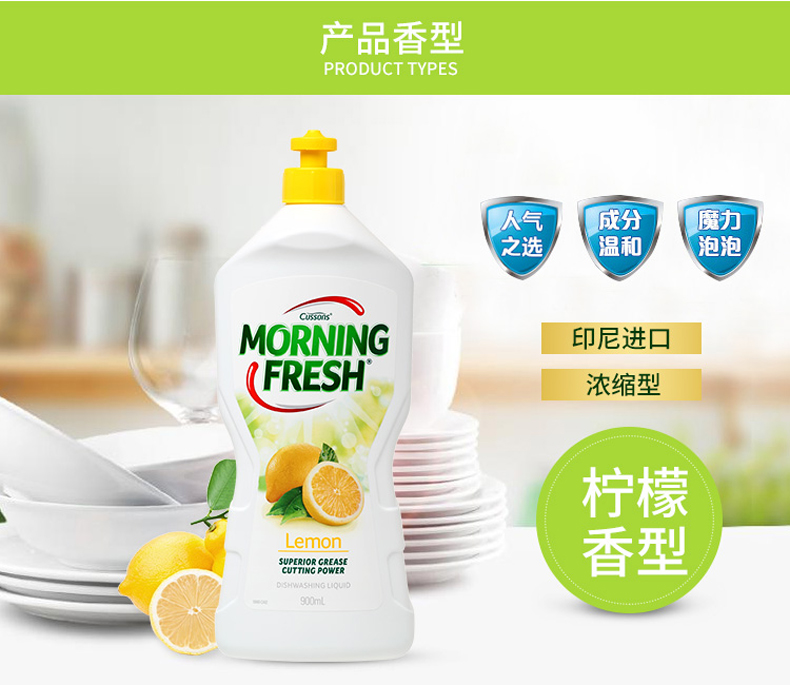 产品香型
PRODUCT TYPES
人气
之选
成分
温和
魔力
泡泡
印尼进口
浓缩型
柠檬
香型
Cussons®
MORNING
FRESH®
Lemon
SUPERIOR GREASE
CUTTING POWER
DISHWASHING LIQUID
900mL